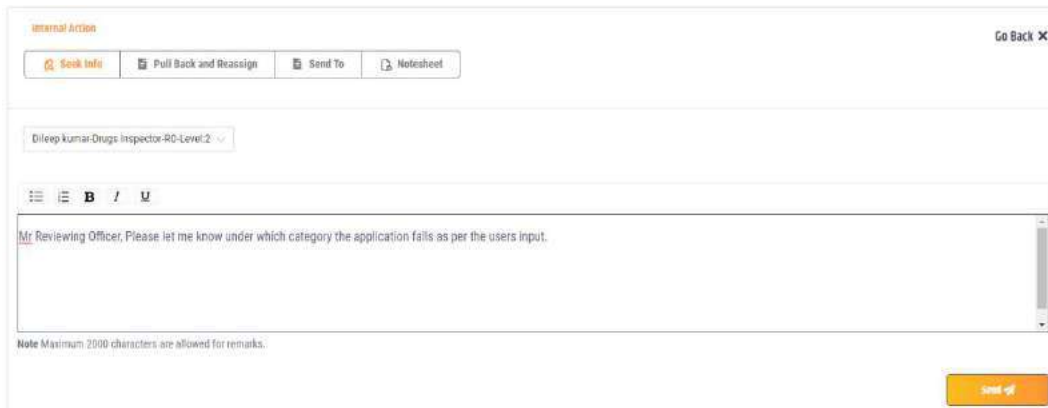 Internal Action
Go Back X
Seek Info
Pull Back and Reassign
Send To
Notesheet
Dileep kumar-Drugs Inspector-RO-Level:2
B I U
Mr Reviewing Officer, Please let me know under which category the application falls as per the users input.
Note Maximum 2000 characters are allowed for remarks.
Send